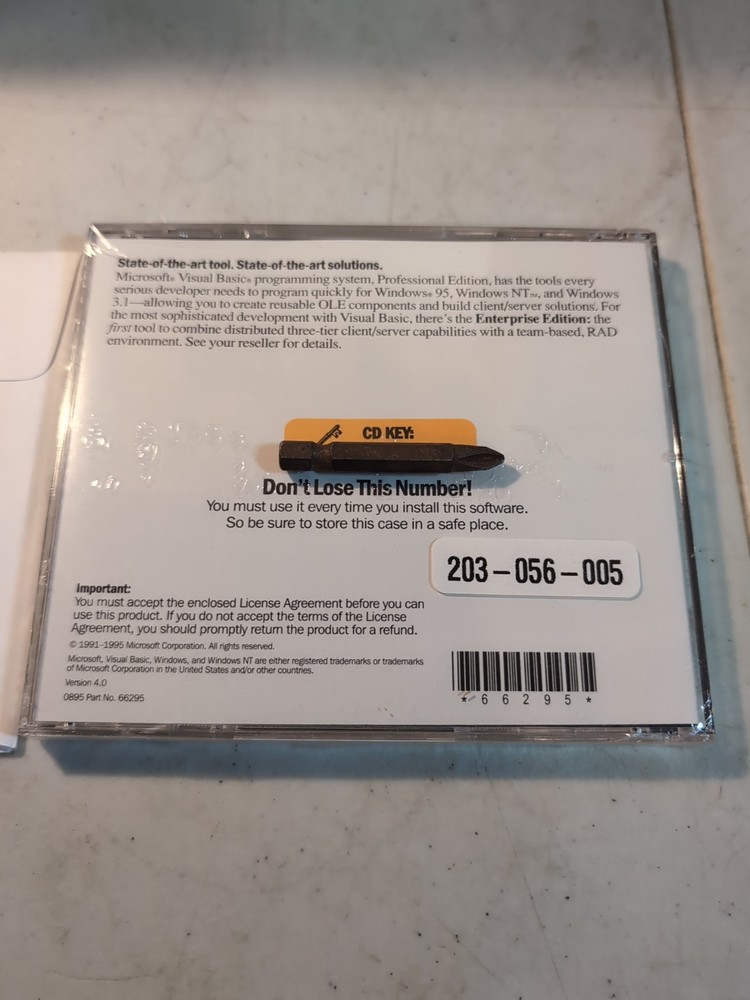 State-of-the-art tool. State-of-the-art solutions.
Microsoft® Visual Basic® programming system, Professional Edition, has the tools every
serious developer needs to program quickly for Windows® 95, Windows NT™, and Windows
3.1—allowing you to create reusable OLE components and build client/server solutions. For
the most sophisticated development with Visual Basic, there's the Enterprise Edition: the
first tool to combine distributed three-tier client/server capabilities with a team-based, RAD
environment. See your reseller for details.
CD KEY:
Don't Lose This Number!
You must use it every time you install this software.
So be sure to store this case in a safe place.
203–056–005
Important:
You must accept the enclosed License Agreement before you can
use this product. If you do not accept the terms of the License
Agreement, you should promptly return the product for a refund.
© 1991-1995 Microsoft Corporation. All rights reserved.
Microsoft, Visual Basic, Windows, and Windows NT are either registered trademarks or trademarks
of Microsoft Corporation in the United States and/or other countries.
Version 4.0
0895 Part No. 66295
* 6 6 2 9 5 *